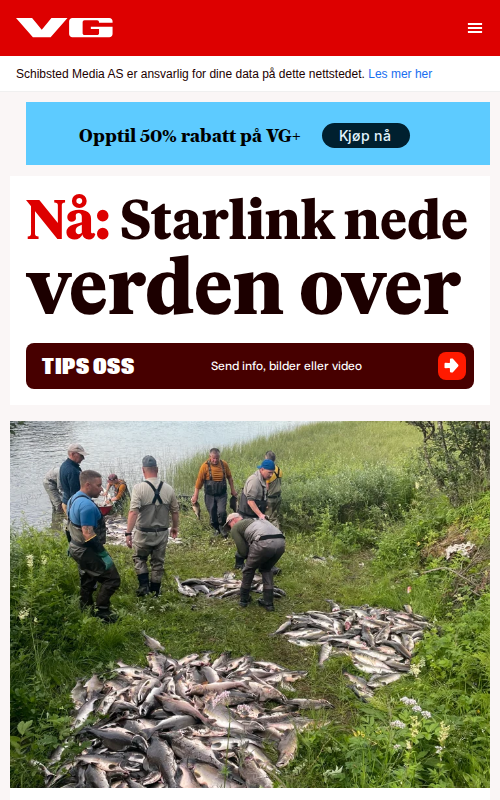 VG
Schibsted Media AS er ansvarlig for dine data på dette nettstedet. Les mer her
Opptil 50% rabatt på VG+ Kjøp nå
Nå: Starlink nede
verden over
TIPS OSS Send info, bilder eller video